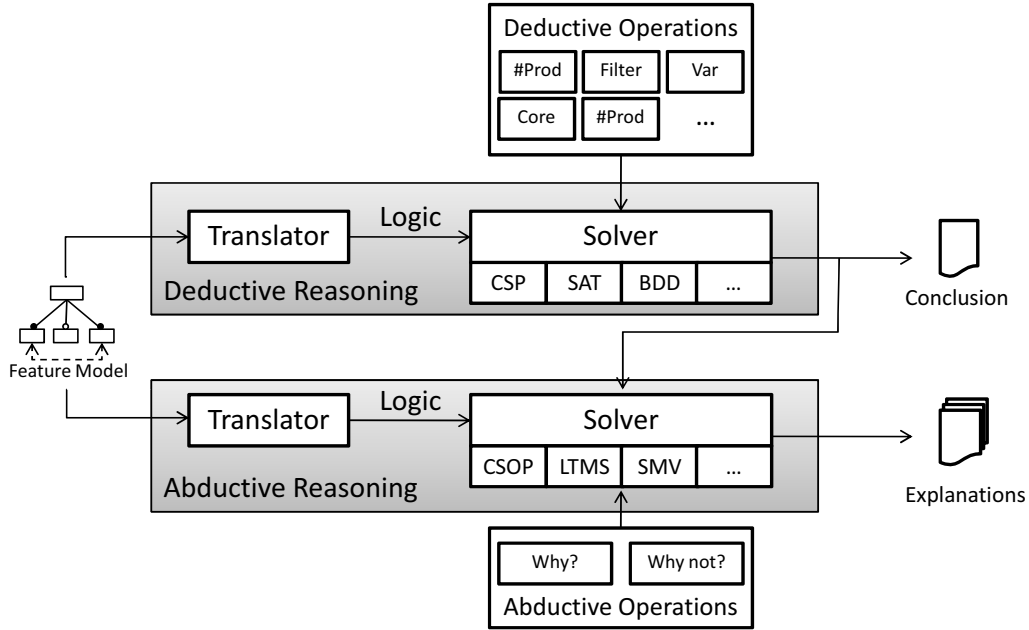 Deductive Operations
#Prod Filter Var
Core #Prod ...
Translator Logic Solver
CSP SAT BDD ...
Deductive Reasoning
Conclusion
Feature Model
Translator Logic Solver
CSOP LTMS SMV ...
Abductive Reasoning
Explanations
Why? Why not?
Abductive Operations